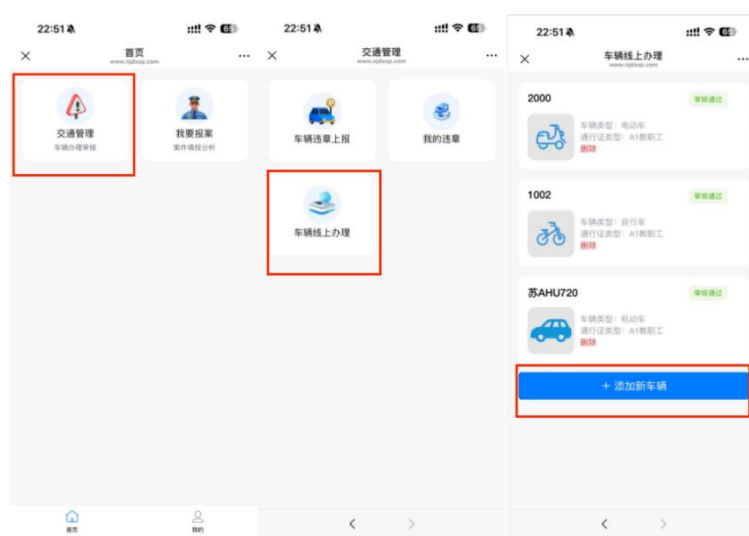 22:51
首页
www.njdxxp.com
交通管理
车辆办理审核
我要报案
案件填报分析
首页
我的
22:51
交通管理
www.njdxxp.com
车辆违章上报
我的违章
车辆线上办理
22:51
车辆线上办理
www.njdxxp.com
2000
审核通过
车辆类型：电动车
通行证类型：A1教职工
删除
1002
审核通过
车辆类型：自行车
通行证类型：A1教职工
删除
苏AHU720
审核通过
车辆类型：机动车
通行证类型：A1教职工
删除
+ 添加新车辆